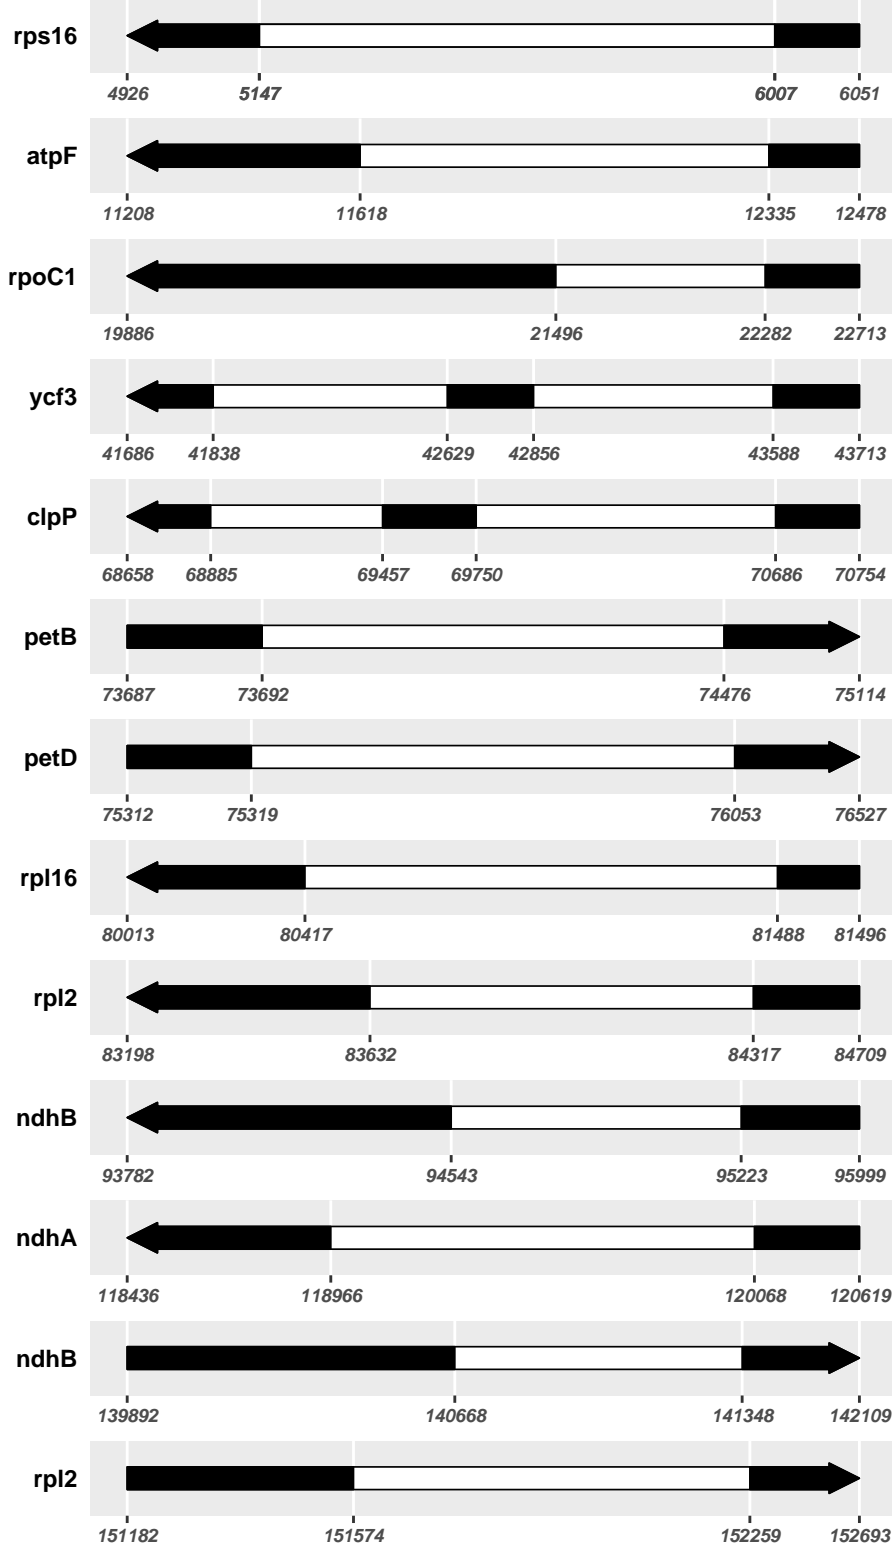 rps16
4926 5147 6007 6051
atpF
11208 11618 12335 12478
rpoC1
19886 21496 22282 22713
ycf3
41686 41838 42629 42856 43588 43713
clpP
68658 68885 69457 69750 70686 70754
petB
73687 73692 74476 75114
petD
75312 75319 76053 76527
rpl16
80013 80417 81488 81496
rpl2
83198 83632 84317 84709
ndhB
93782 94543 95223 95999
ndhA
118436 118966 120068 120619
ndhB
139892 140668 141348 142109
rpl2
151182 151574 152259 152693